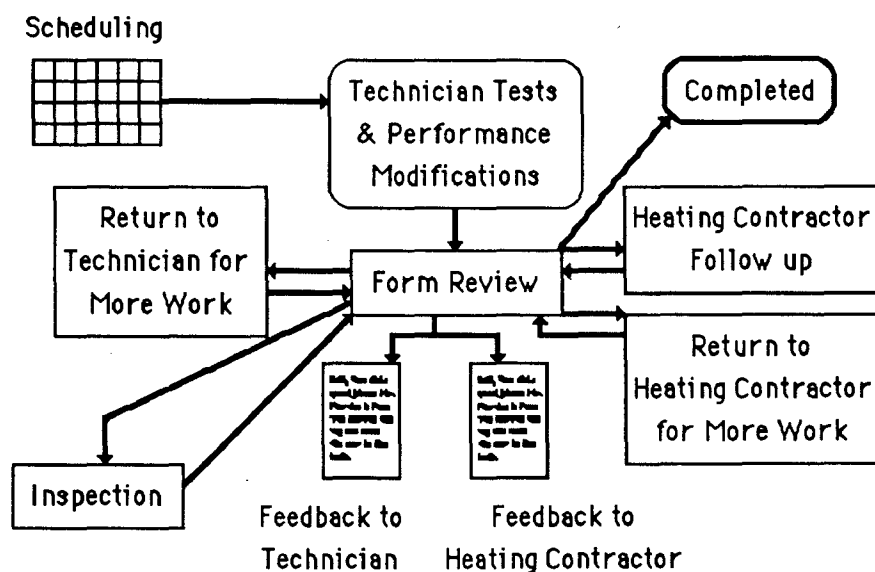 Scheduling
Technician Tests
& Performance
Modifications
Completed
Return to
Technician for
More Work
Form Review
Heating Contractor
Follow up
Return to
Heating Contractor
for More Work
Inspection
Feedback to
Technician
Feedback to
Heating Contractor